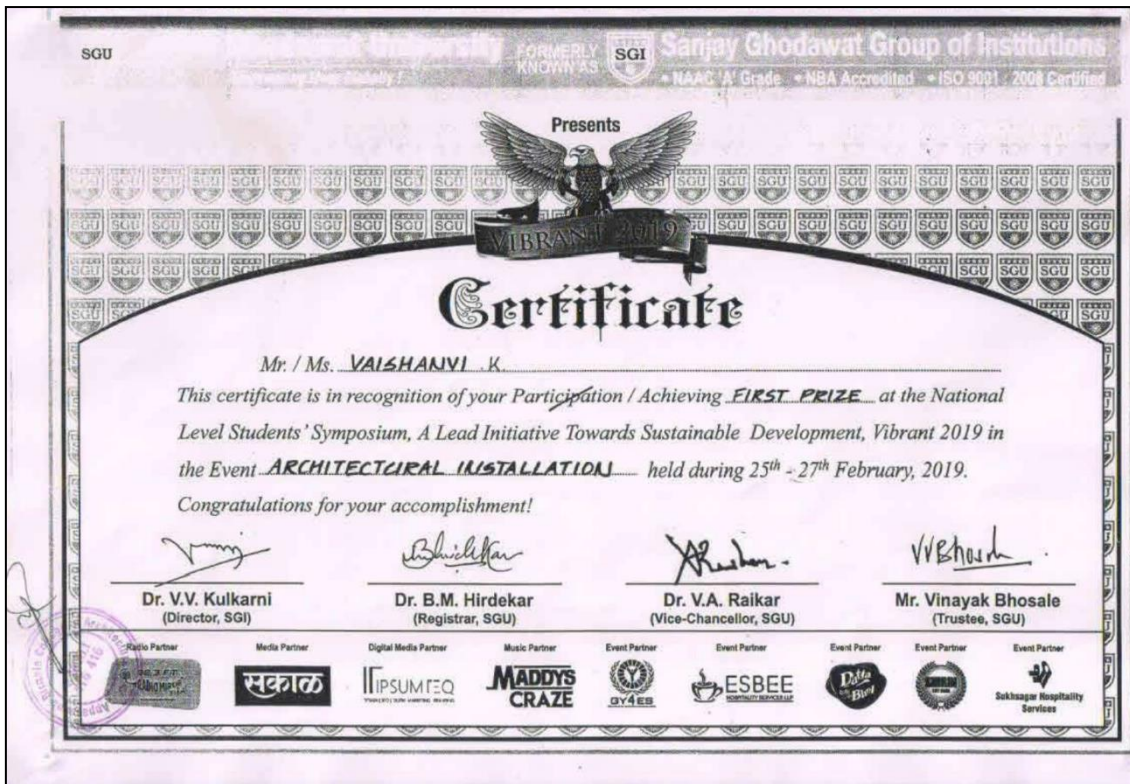 SGU
University FORMERLY KNOWN AS SGI Sanjay Ghodawat Group of Institutions
• NAAC 'A' Grade • NBA Accredited • ISO 9001 : 2008 Certified
Presents
VIBRANT 2019
Certificate
Mr. / Ms. VAISHANVI .K.
This certificate is in recognition of your Participation / Achieving FIRST PRIZE at the National
Level Students' Symposium, A Lead Initiative Towards Sustainable Development, Vibrant 2019 in
the Event ARCHITECTURAL INSTALLATION held during 25th - 27th February, 2019.
Congratulations for your accomplishment!
Dr. V.V. Kulkarni Dr. B.M. Hirdekar Dr. V.A. Raikar Mr. Vinayak Bhosale
(Director, SGI) (Registrar, SGU) (Vice-Chancellor, SGU) (Trustee, SGU)
Radio Partner Media Partner Digital Media Partner Music Partner Event Partner Event Partner Event Partner Event Partner Event Partner
सकाळ IPSUMTEQ MADDYS CRAZE GY4ES ESBEE HOSPITALITY SERVICES LLP Sukhsagar Hospitality Services